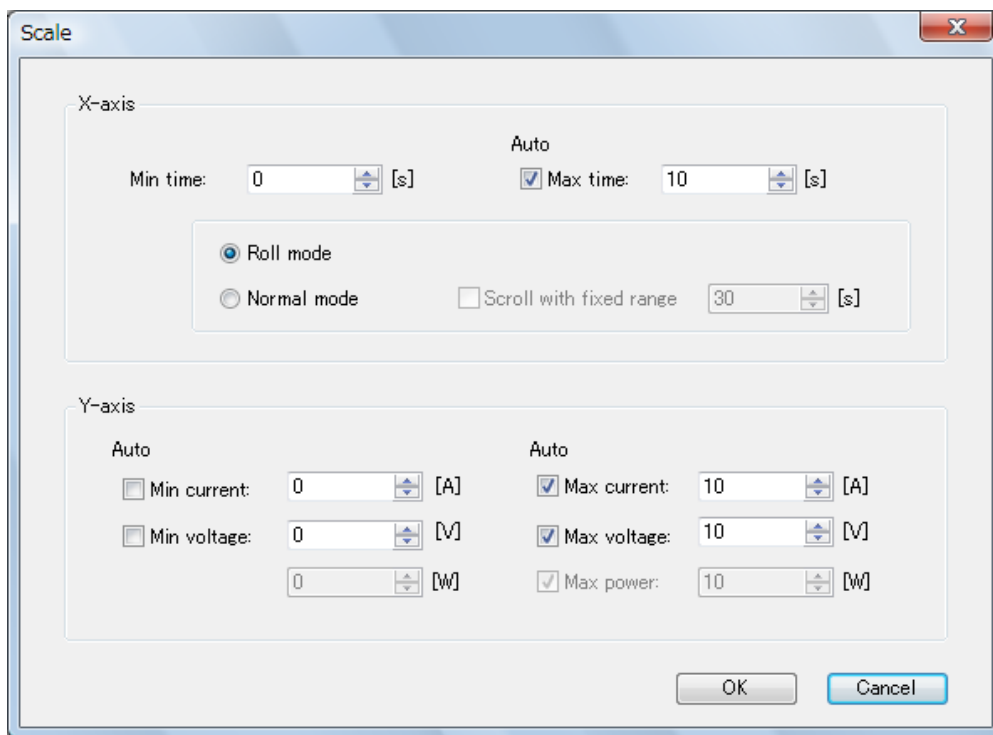 Scale
X-axis
Auto
Min time: 0 [s] Max time: 10 [s]
Roll mode
Normal mode Scroll with fixed range 30 [s]
Y-axis
Auto Auto
Min current: 0 [A] Max current: 10 [A]
Min voltage: 0 [V] Max voltage: 10 [V]
0 [W] Max power: 10 [W]
OK Cancel